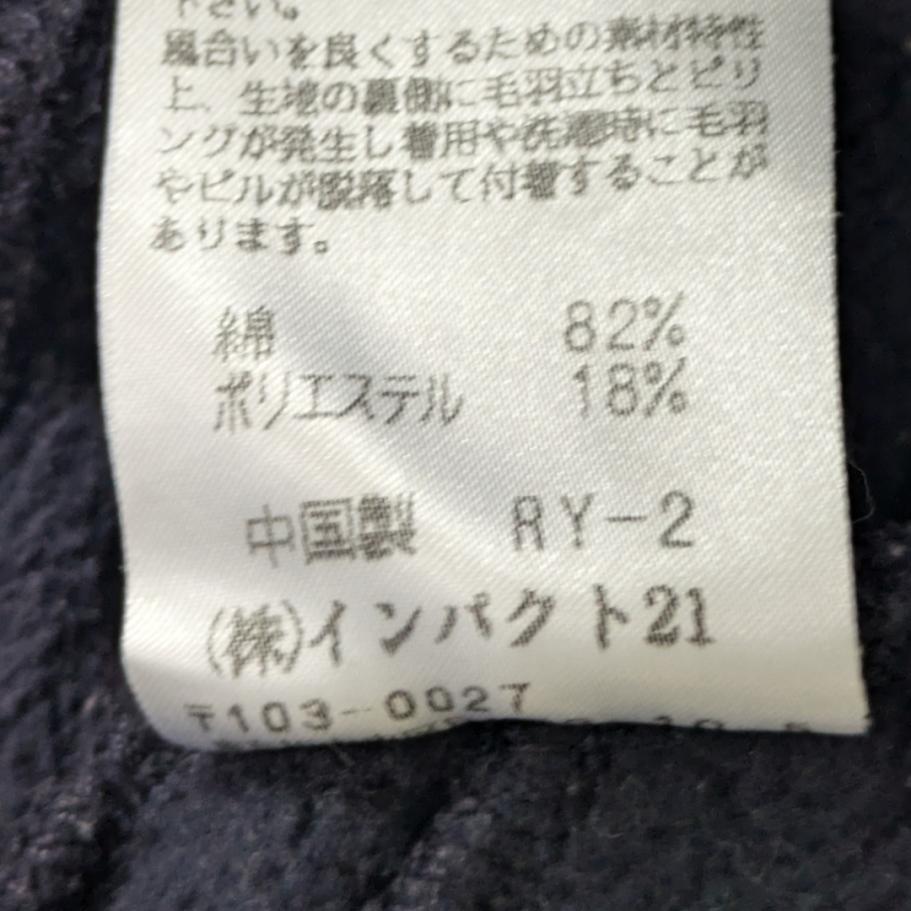 下さい。
風合いを良くするための素材特性
上、生地の裏側に毛羽立ちとピリ
ングが発生し着用や洗濯時に毛羽
やピルが脱落して付着することが
あります。
綿 82%
ポリエステル 18%
中国製 RY-2
(株)インパクト21
〒103-0027